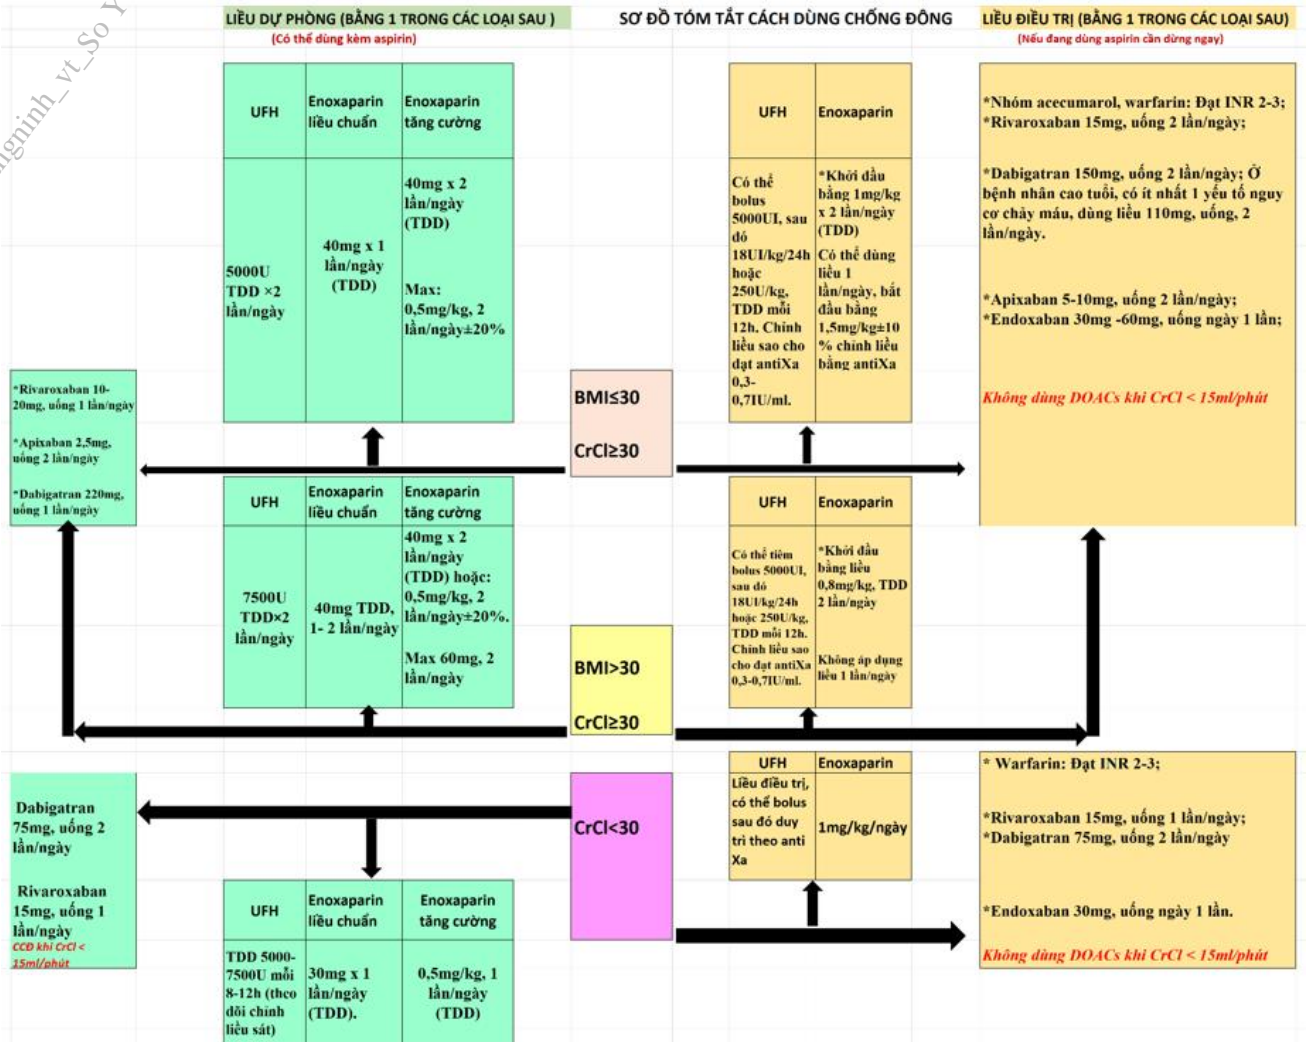 LIỀU DỰ PHÒNG (BẰNG 1 TRONG CÁC LOẠI SAU )
(Có thể dùng kèm aspirin)
SƠ ĐỒ TÓM TẮT CÁCH DÙNG CHỐNG ĐÔNG
LIỀU ĐIỀU TRỊ (BẰNG 1 TRONG CÁC LOẠI SAU)
(Nếu đang dùng aspirin cần dừng ngay)
UFH
Enoxaparin
liều chuẩn
Enoxaparin
tăng cường
5000U
TDD ×2
lần/ngày
40mg x 1
lần/ngày
(TDD)
40mg x 2
lần/ngày
(TDD)
Max:
0,5mg/kg, 2
lần/ngày±20%
UFH
Enoxaparin
Có thể
bolus
5000UI, sau
đó
18UI/kg/24h
hoặc
250U/kg,
TDD mỗi
12h. Chỉnh
liều sao cho
đạt antiXa
0,3-
0,7IU/ml.
*Khởi đầu
bằng 1mg/kg
x 2 lần/ngày
(TDD)
Có thể dùng
liều 1
lần/ngày, bắt
đầu bằng
1,5mg/kg±10
% chỉnh liều
bằng antiXa
*Nhóm acecumarol, warfarin: Đạt INR 2-3;
*Rivaroxaban 15mg, uống 2 lần/ngày;
*Dabigatran 150mg, uống 2 lần/ngày; Ở
bệnh nhân cao tuổi, có ít nhất 1 yếu tố nguy
cơ chảy máu, dùng liều 110mg, uống, 2
lần/ngày.
*Apixaban 5-10mg, uống 2 lần/ngày;
*Endoxaban 30mg -60mg, uống ngày 1 lần;
Không dùng DOACs khi CrCl < 15ml/phút
*Rivaroxaban 10-
20mg, uống 1 lần/ngày
*Apixaban 2,5mg,
uống 2 lần/ngày
*Dabigatran 220mg,
uống 1 lần/ngày
BMI≤30
CrCl≥30
UFH
Enoxaparin
liều chuẩn
Enoxaparin
tăng cường
7500U
TDD×2
lần/ngày
40mg TDD,
1- 2 lần/ngày
40mg x 2
lần/ngày
(TDD) hoặc:
0,5mg/kg, 2
lần/ngày±20%.
Max 60mg, 2
lần/ngày
BMI>30
CrCl≥30
UFH
Enoxaparin
Có thể tiêm
bolus 5000UI,
sau đó
18UI/kg/24h
hoặc 250U/kg,
TDD mỗi 12h.
Chỉnh liều sao
cho đạt antiXa
0,3-0,7IU/ml.
*Khởi đầu
bằng liều
0,8mg/kg, TDD
2 lần/ngày
Không áp dụng
liều 1 lần/ngày
Dabigatran
75mg, uống 2
lần/ngày
Rivaroxaban
15mg, uống 1
lần/ngày
CCĐ khi CrCl <
15ml/phút
CrCl<30
UFH
Enoxaparin
Liều điều trị,
có thể bolus
sau đó duy
trì theo anti
Xa
1mg/kg/ngày
* Warfarin: Đạt INR 2-3;
*Rivaroxaban 15mg, uống 1 lần/ngày;
*Dabigatran 75mg, uống 2 lần/ngày
*Endoxaban 30mg, uống ngày 1 lần.
Không dùng DOACs khi CrCl < 15ml/phút
UFH
Enoxaparin
liều chuẩn
Enoxaparin
tăng cường
TDD 5000-
7500U mỗi
8-12h (theo
dõi chỉnh
liều sát)
30mg x 1
lần/ngày
(TDD).
0,5mg/kg, 1
lần/ngày
(TDD)